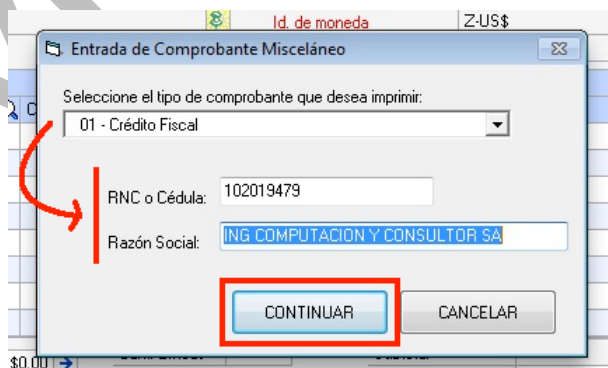 Id. de moneda Z-US$
Entrada de Comprobante Misceláneo
Seleccione el tipo de comprobante que desea imprimir:
01 - Crédito Fiscal
RNC o Cédula: 102019479
Razón Social: ING COMPUTACION Y CONSULTOR SA
CONTINUAR CANCELAR
$0.00